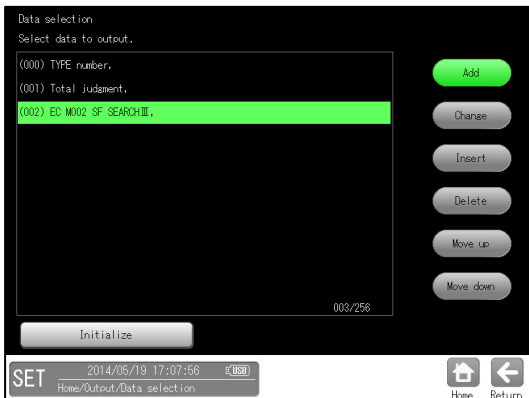 Data selection
Select data to output.
(000) TYPE number,
(001) Total judgment,
(002) EC M002 SF SEARCHⅢ,
003/256
Add
Change
Insert
Delete
Move up
Move down
Initialize
SET
2014/05/19 17:07:56
USB
Home/Output/Data selection
Home
Return